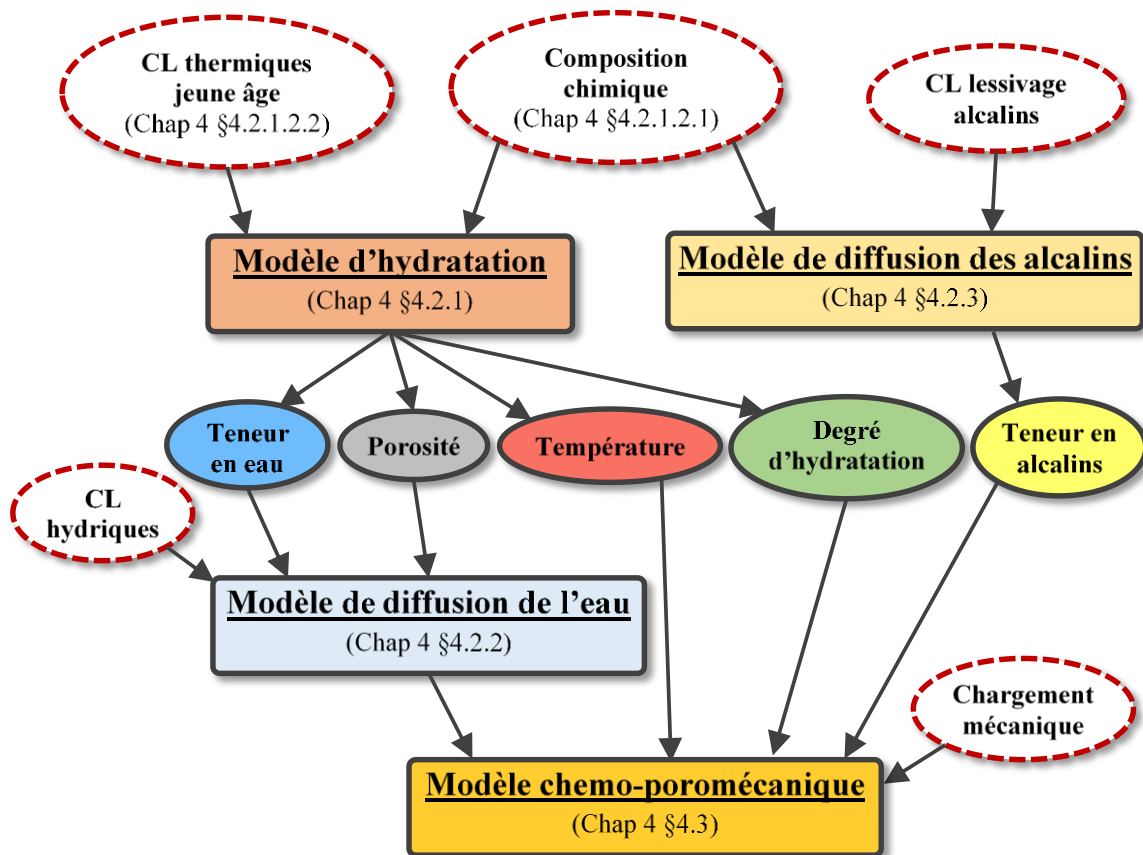 CL thermiques
jeune âge
(Chap 4 §4.2.1.2.2)
Composition
chimique
(Chap 4 §4.2.1.2.1)
CL lessivage
alcalins
Modèle d’hydratation
(Chap 4 §4.2.1)
Modèle de diffusion des alcalins
(Chap 4 §4.2.3)
Teneur
en eau
Porosité
Température
Degré
d’hydratation
Teneur en
alcalins
CL
hydriques
Modèle de diffusion de l’eau
(Chap 4 §4.2.2)
Chargement
mécanique
Modèle chemo-poromécanique
(Chap 4 §4.3)